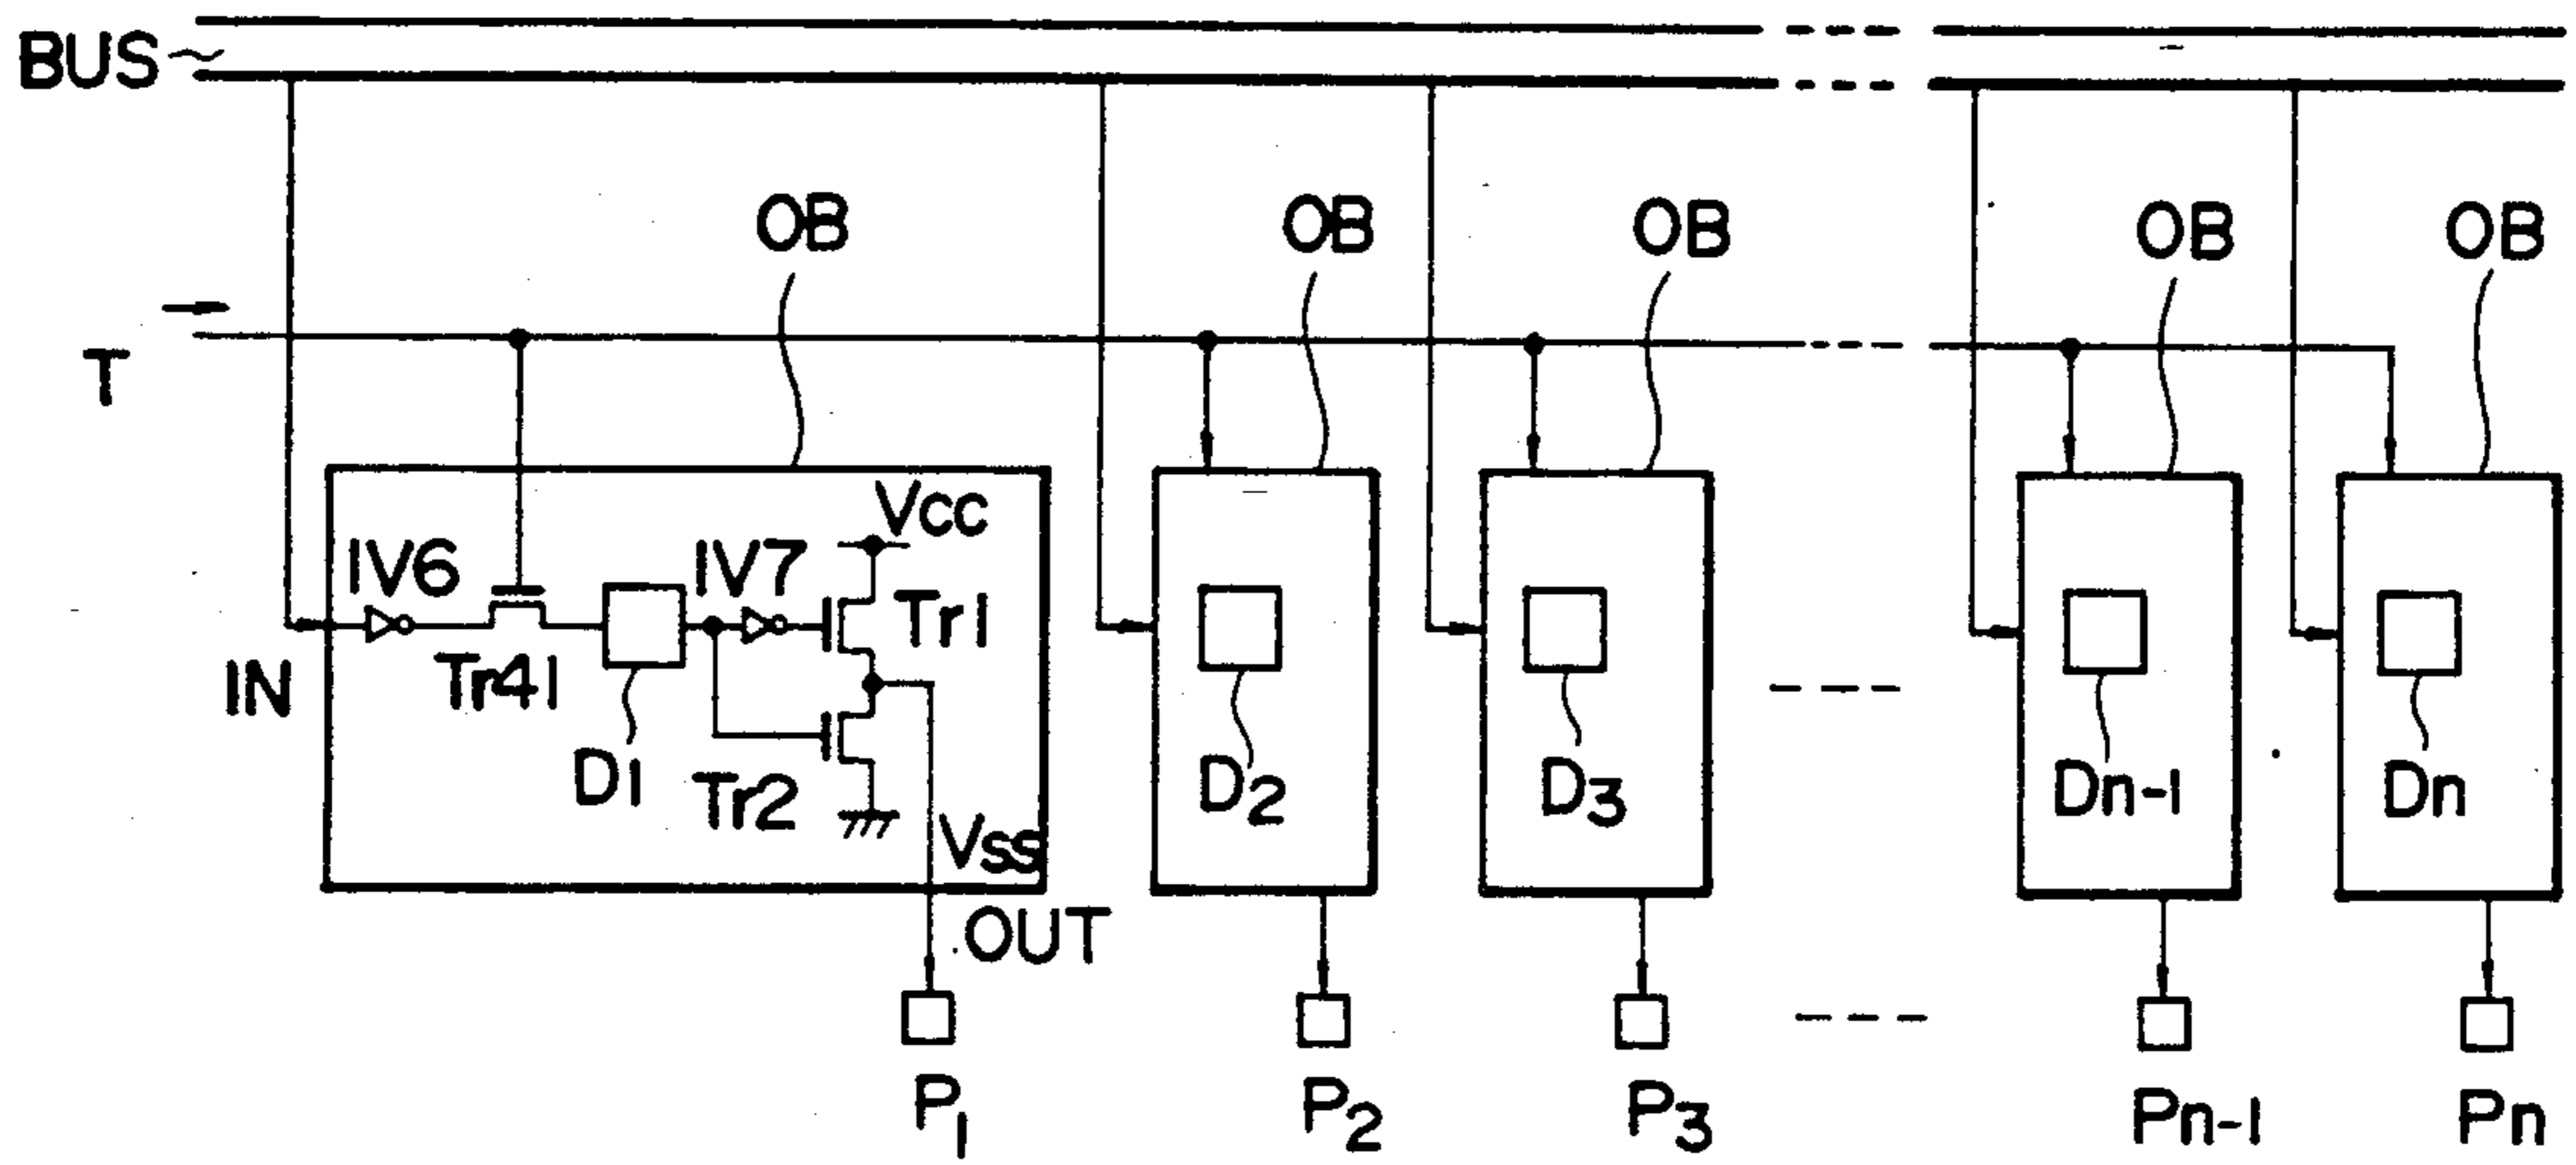 BUS
OB OB OB OB OB
T
Vcc
IV6 IV7
Tr1
IN Tr41
D1 Tr2 D2 D3 Dn-1 Dn
Vss
OUT
P1 P2 P3 Pn-1 Pn